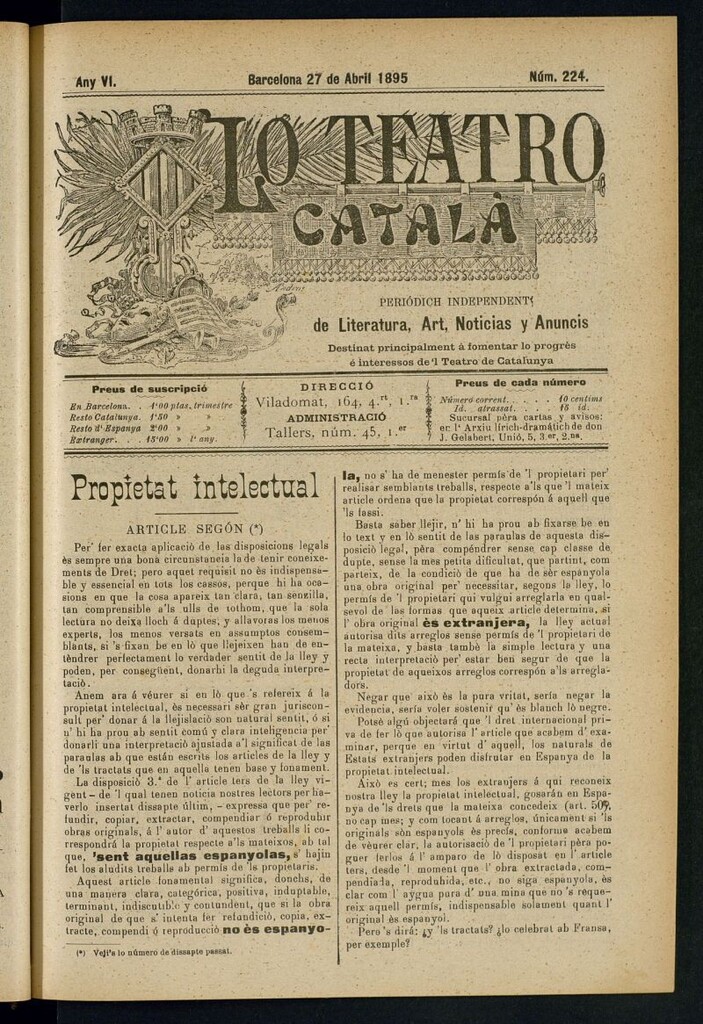 Any VI.
Barcelona 27 de Abril 1895
Núm. 224.
LO TEATRO
CATALÀ
PERIÓDICH INDEPENDENT
de Literatura, Art, Noticias y Anuncis
Destinat principalment á fomentar lo progrés
é interessos de 'l Teatro de Catalunya
Preus de suscripció
En Barcelona. . 1'00 ptas. trimestre
Resto Catalunya. 1'50 » »
Resto d'Espanya 2'00 » »
Extranger. . . 15'00 » l' any.
DIRECCIÓ
Viladomat, 164, 4.rt, 1.ra
ADMINISTRACIÓ
Tallers, núm. 45, 1.er
Preus de cada número
Número corrent. . . . . 10 centims
Id. atrassat. . . . . 15 id.
Sucursal pèra cartas y avisos:
en l' Arxiu lírich-dramátich de don
J. Gelabert, Unió, 5, 3.er, 2.na.
Propietat intelectual
ARTICLE SEGÓN (*)
Per' fer exacta aplicació de las disposicions legals
ès sempre una bona circunstancia la de tenir coneixe-
ments de Dret; pero aquet requisit no ès indispensa-
ble y essencial en tots los cassos, perque hi ha oca-
sions en que la cosa apareix tan clara, tan senzilla,
tan comprensible a'ls ulls de tothom, que la sola
lectura no deixa lloch á duptes; y allavoras los menos
experts, los menos versats en assumptos consem-
blants, si 's fixan be en lò que llejeixen han de en-
téndrer perfectament lo verdader sentit de la lley y
poden, per conseguent, donarhi la deguda interpre-
tació.
Anem ara á véurer si en lò que 's refereix á la
propietat intelectual, ès necessari sèr gran juriscon-
sult per' donar á la llejislació son natural sentit, ó si
n' hi ha prou ab sentit comú y clara inteligencia per'
donarli una interpretació ajustada a'l significat de las
paraulas ab que están escrits los articles de la lley y
de 'ls tractats que en aquella tenen base y fonament.
La disposició 3.ª de l' article ters de la lley vi-
gent - de 'l qual tenen noticia nostres lectors per ha-
verlo insertat dissapte últim, - expressa que per' re-
fundir, copiar, extractar, compendiar ó reproduhir
obras originals, á l' autor d' aquestos treballs li co-
rrespondrá la propietat respecte a'ls mateixos, ab tal
que, 'sent aquellas espanyolas, s' hajin
fet los aludits treballs ab permís de 'ls propietaris.
Aquest article fonamental significa, donchs, de
una manera clara, categórica, positiva, induptable,
terminant, indiscutible y contundent, que si la obra
original de que s' intenta fer refundició, copia, ex-
tracte, compendi ó reproducció no ès espanyo-
(*) Veji's lo número de dissapte passat.
la, no s' ha de menester permís de 'l propietari per'
realisar semblants treballs, respecte a'ls que 'l mateix
article ordena que la propietat correspón á aquell que
'ls fassi.
Basta saber llejir, n' hi ha prou ab fixarse be en
lo text y en lò sentit de las paraulas de aquesta dis-
posició legal, pèra compéndrer sense cap classe de
dupte, sense la mes petita dificultat, que partint, com
parteix, de la condició de que ha de sèr espanyola
una obra original per' necessitar, segons la lley, lo
permís de 'l propietari qui vulgui arreglarla en qual-
sevol de las formas que aqueix article determina, si
l' obra original ès extranjera, la lley actual
autorisa dits arreglos sense permís de 'l propietari de
la mateixa, y basta també la simple lectura y una
recta interpretació per' estar ben segur de que la
propietat de aqueixos arreglos correspón a'ls arregla-
dors.
Negar que això ès la pura vritat, sería negar la
evidencia, sería voler sostenir qu' ès blanch lò negre.
Potsé algú objectará que 'l dret internacional pri-
va de fer lò que autorisa l' article que acabem d' exa-
minar, perque en virtut d' aquell, los naturals de
Estats extranjers poden disfrutar en Espanya de la
propietat intelectual.
Això es cert; mes los extranjers á qui reconeix
nostra lley la propietat intelectual, gosarán en Espa-
nya de 'ls drets que la mateixa concedeix (art. 50),
no cap mes; y com tocant á arreglos, únicament si 'ls
originals són espanyols ès precís, conforme acabem
de vèurer clar, la autorisació de 'l propietari pèra po-
guer ferlos á l' amparo de lò disposat en l' article
ters, desde 'l moment que l' obra extractada, com-
pendiada, reproduhida, etc., no siga espanyola, ès
clar com l' aygua pura d' una mina que no 's reque-
reix aquell permís, indispensable solament quant l'
original ès espanyol.
Pero 's dirá: ¿y 'ls tractats? ¿lo celebrat ab Fransa,
per exemple?